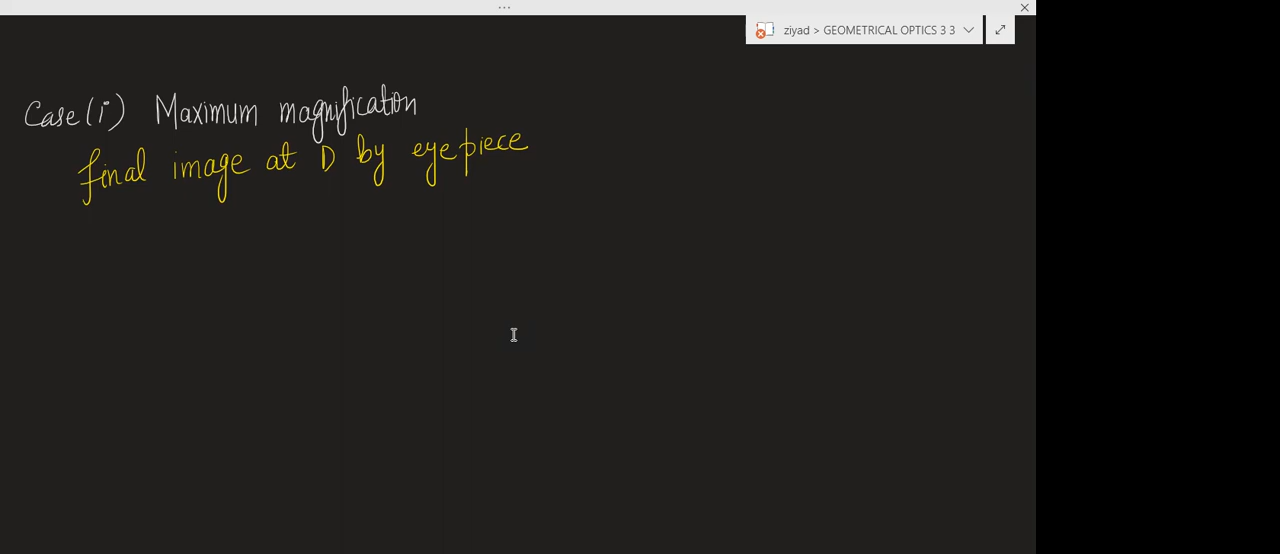 ziyad > GEOMETRICAL OPTICS 3 3
Case (i) Maximum magnification
final image at D by eyepiece